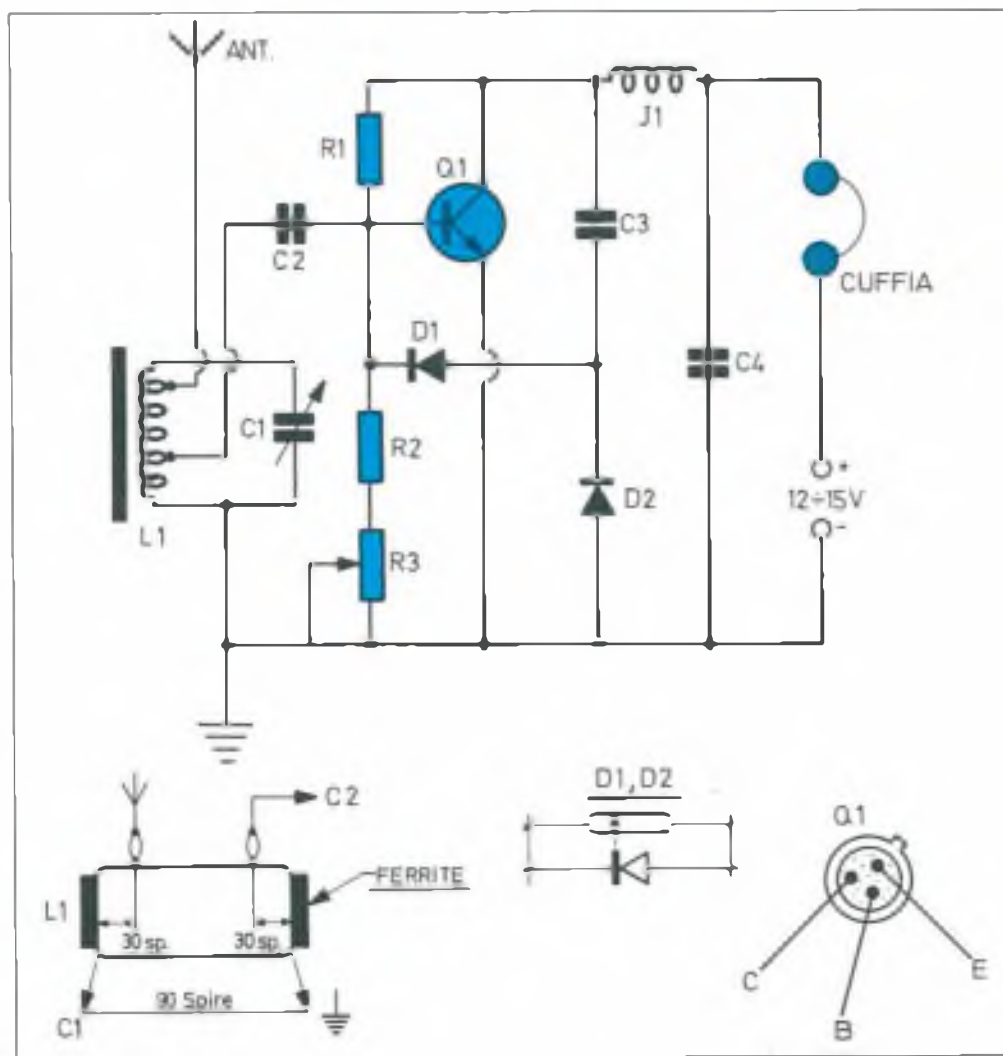 ANT.
R1
J1
Q1
C2
C3
CUFFIA
D1
C4
C1
R2
L1
D2
+
12÷15V
-
R3
D1, D2
C2
Q1
FERRITE
L1
30 sp.
30 sp.
90 Spire
C1
C
E
B